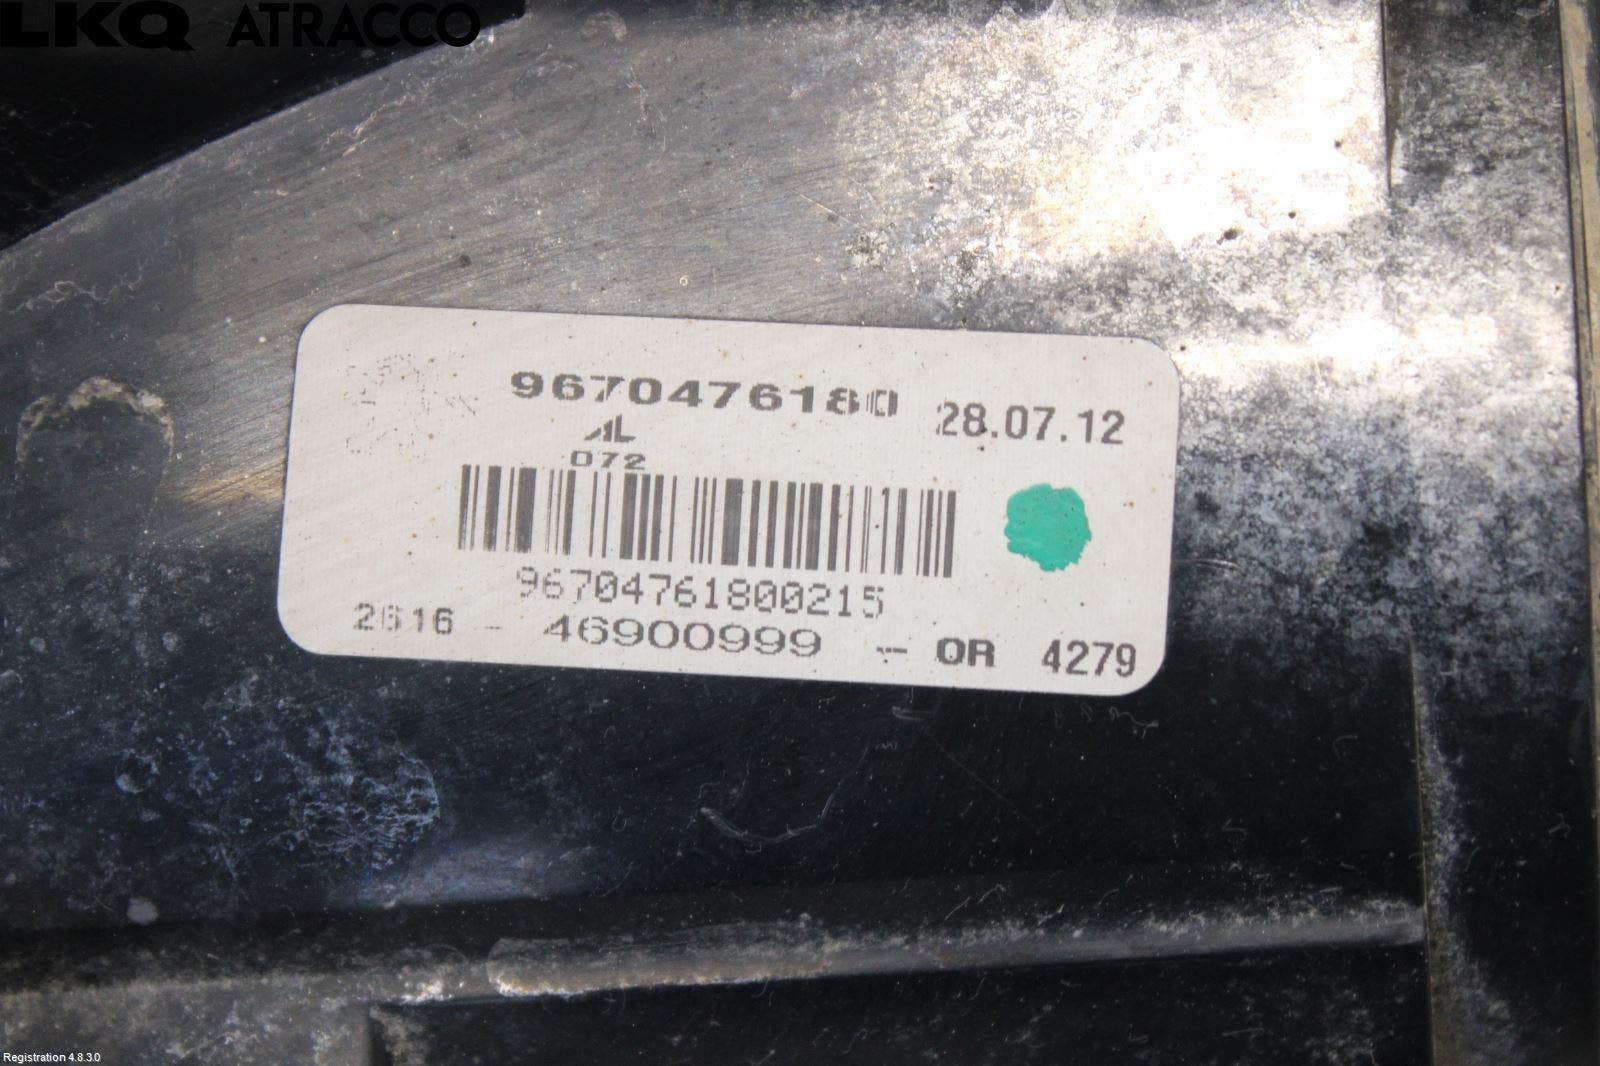 LKQ ATRACCO
9670476180 28.07.12
AL
072
96704761800215
2616 - 46900999 -- OR 4279
Registration 4.8.3.0